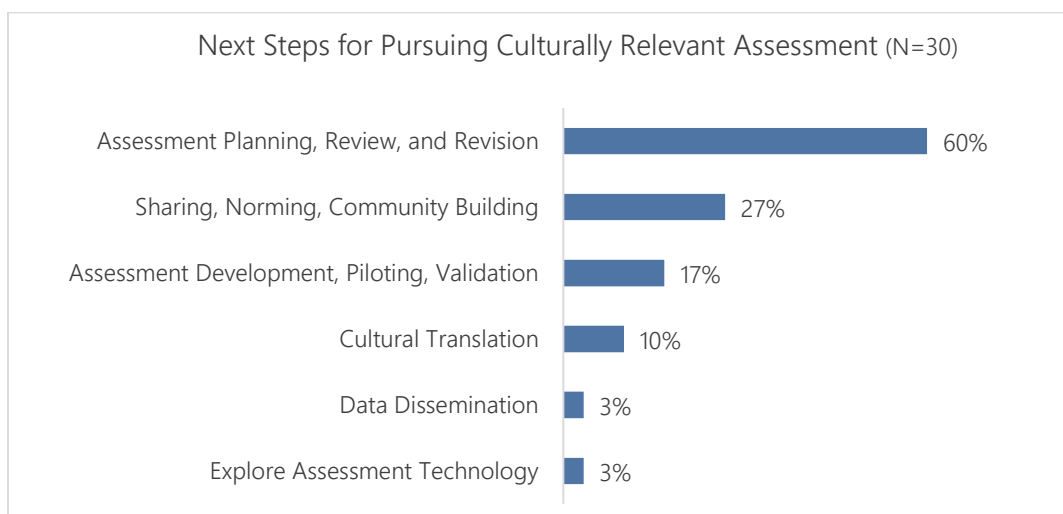 Next Steps for Pursuing Culturally Relevant Assessment (N=30)
Assessment Planning, Review, and Revision 60%
Sharing, Norming, Community Building 27%
Assessment Development, Piloting, Validation 17%
Cultural Translation 10%
Data Dissemination 3%
Explore Assessment Technology 3%